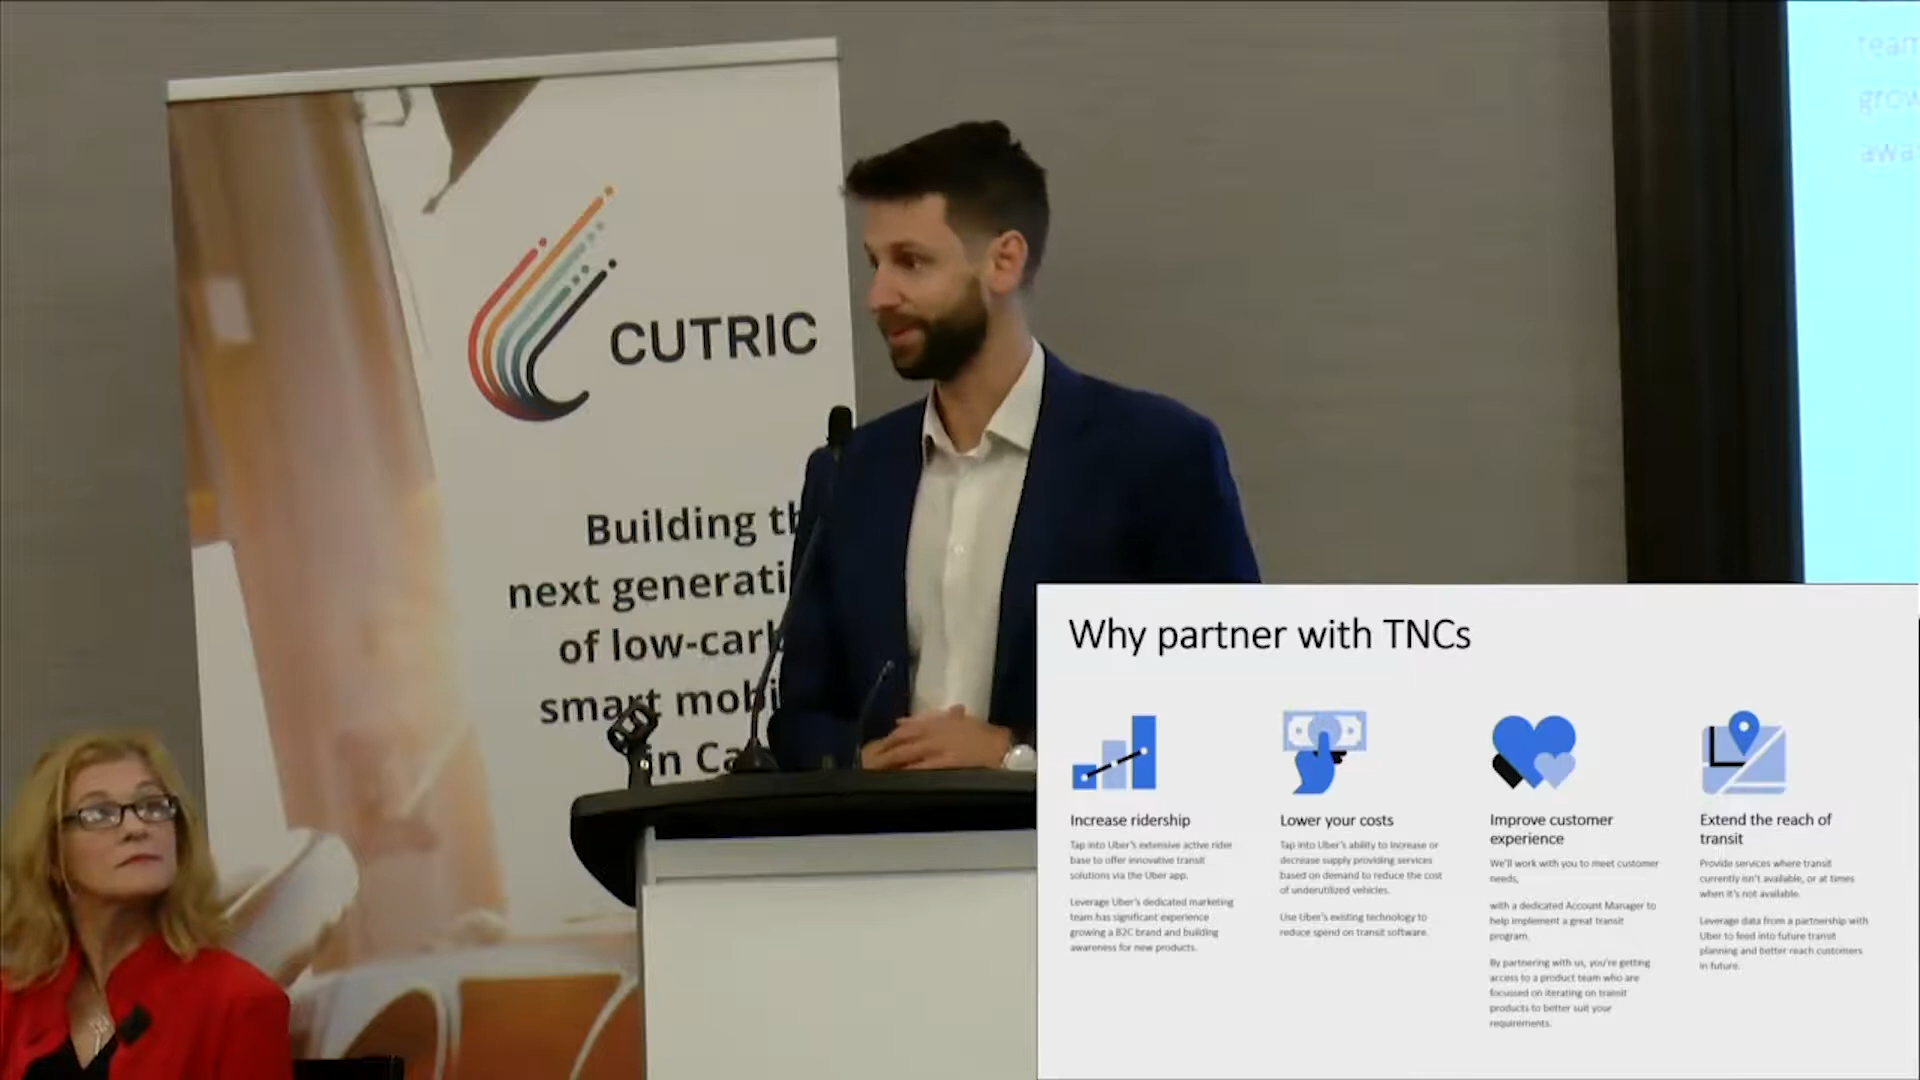 CUTRIC
Building th
next generati
of low-carb
smart mobi
in Ca
team
grow
awa
Why partner with TNCs
Increase ridership
Tap into Uber's extensive active rider
base to offer innovative transit
solutions via the Uber app.
Leverage Uber's dedicated marketing
team has significant experience
growing a B2C brand and building
awareness for new products.
Lower your costs
Tap into Uber's ability to increase or
decrease supply providing services
based on demand to reduce the cost
of underutilized vehicles.
Use Uber's existing technology to
reduce spend on transit software.
Improve customer
experience
We'll work with you to meet customer
needs,
with a dedicated Account Manager to
help implement a great transit
program.
By partnering with us, you're getting
access to a product team who are
focussed on iterating on transit
products to better suit your
requirements.
Extend the reach of
transit
Provide services where transit
currently isn't available, or at times
when it's not available.
Leverage data from a partnership with
Uber to feed into future transit
planning and better reach customers
in future.